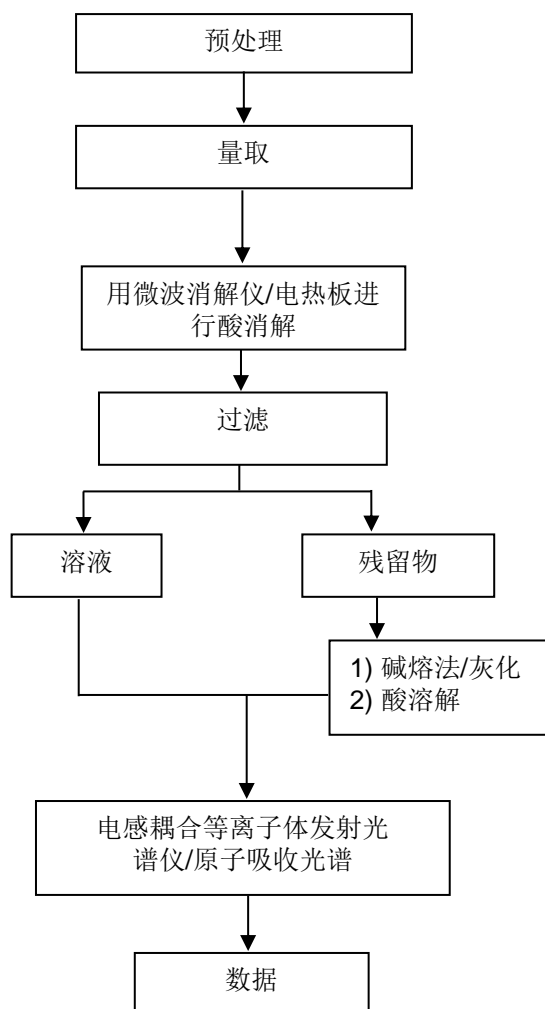 预处理
量取
用微波消解仪/电热板进
行酸消解
过滤
溶液
残留物
1) 碱熔法/灰化
2) 酸溶解
电感耦合等离子体发射光
谱仪/原子吸收光谱
数据